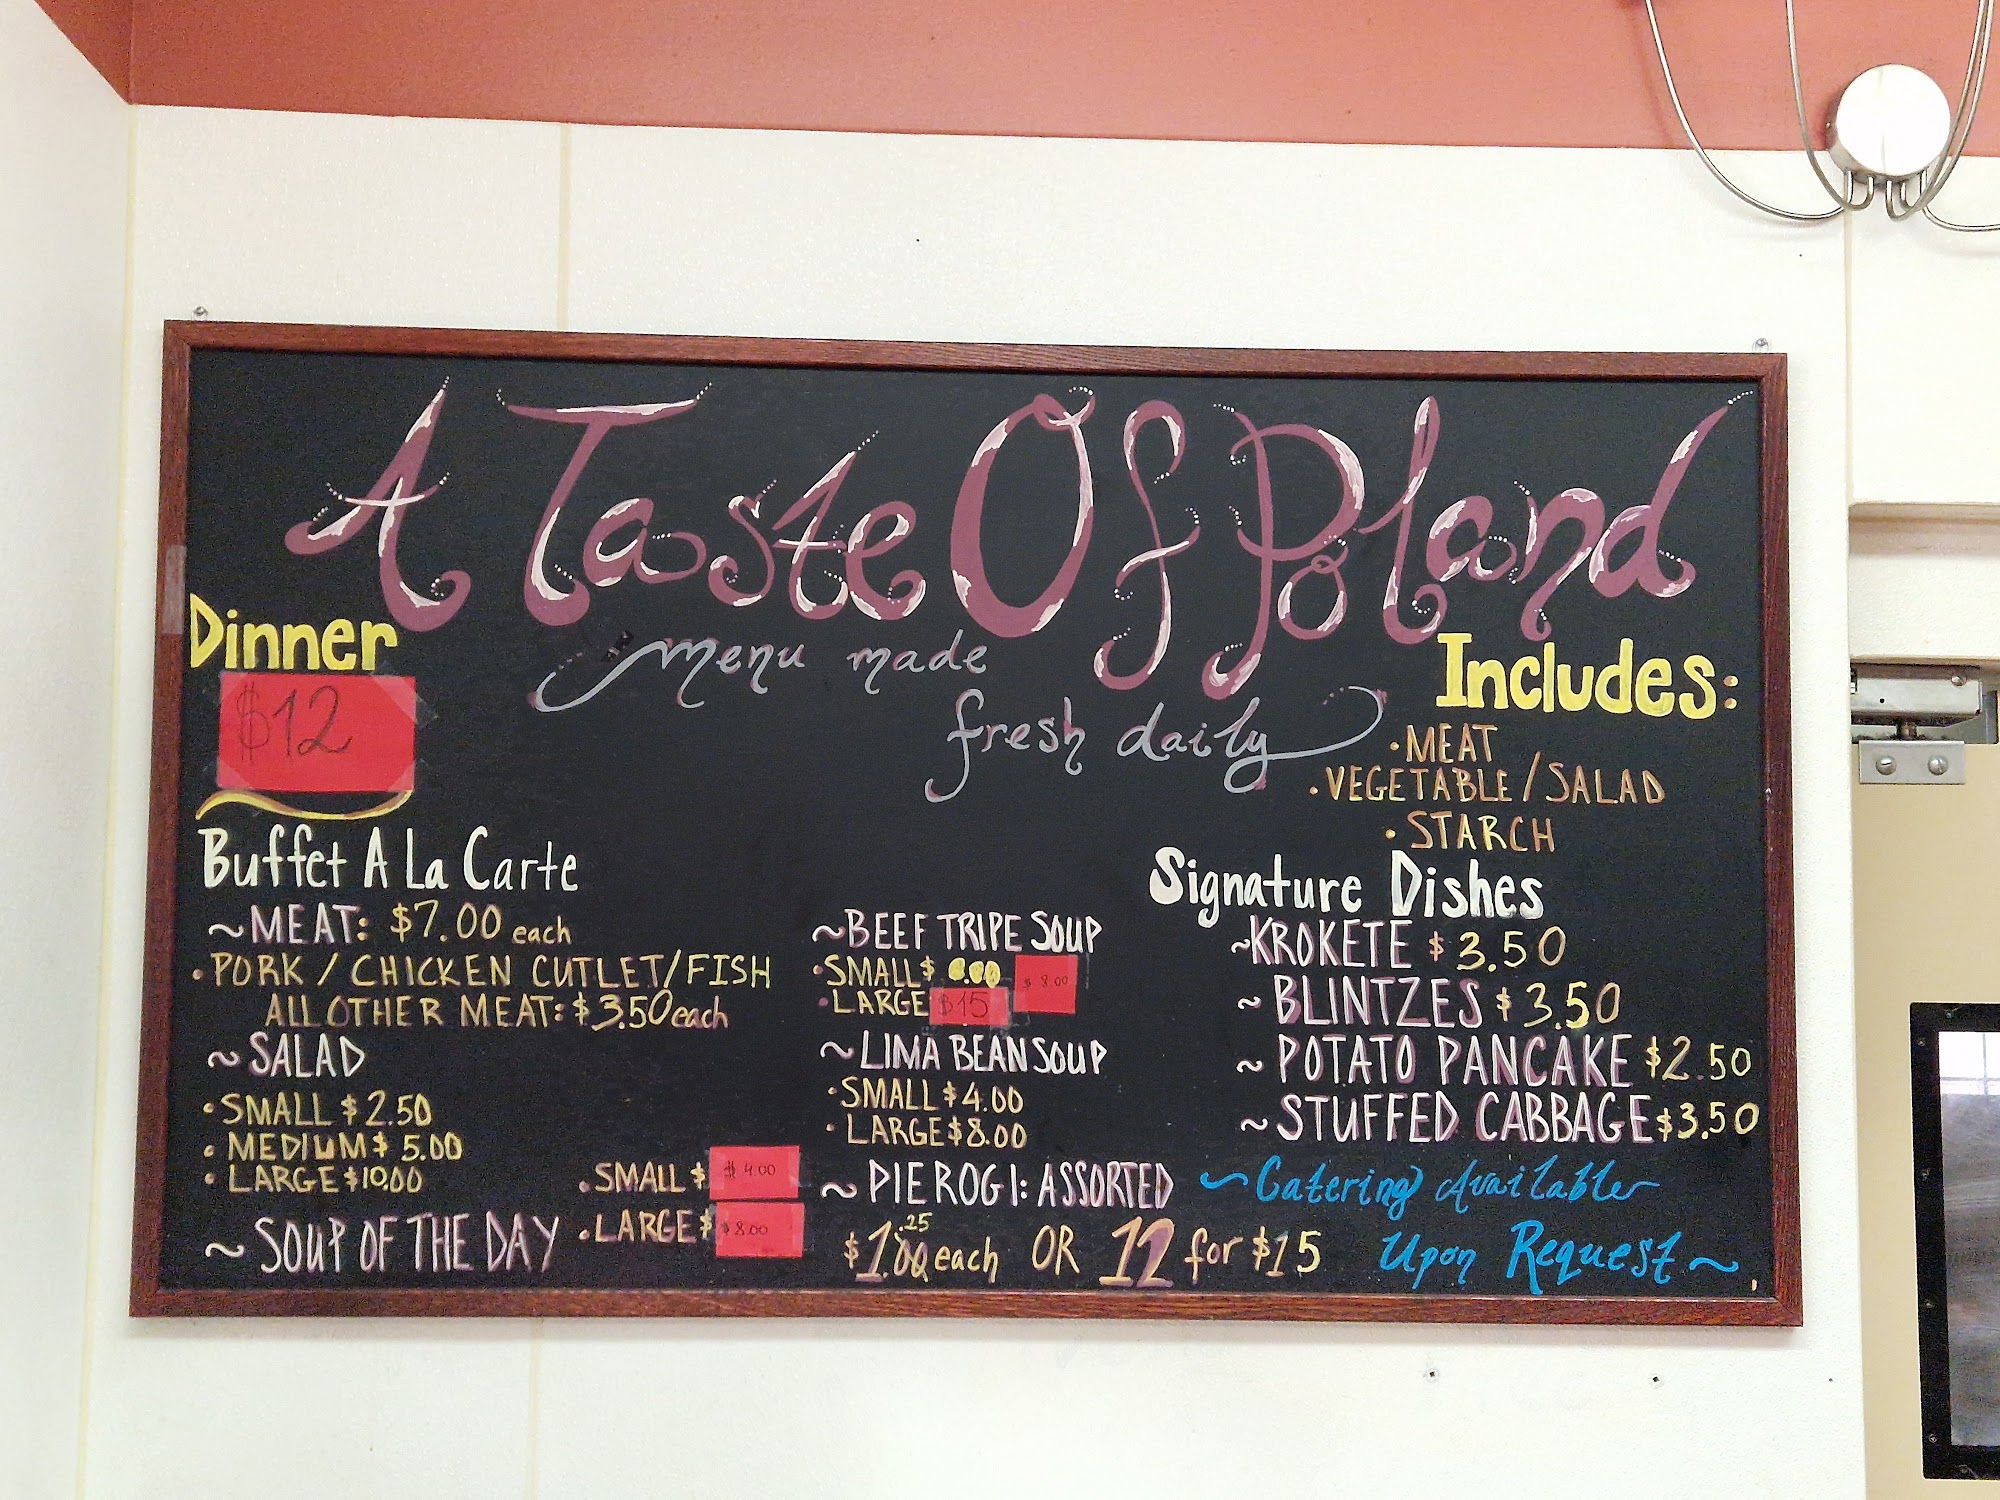 A Taste Of Poland
menu made
fresh daily
Dinner
$12
Includes:
• MEAT
• VEGETABLE / SALAD
• STARCH
Buffet A La Carte
~MEAT: $7.00 each
• PORK / CHICKEN CUTLET/FISH
ALL OTHER MEAT: $3.50 each
~ SALAD
• SMALL $2.50
• MEDIUM $ 5.00
• LARGE $10.00
~ SOUP OF THE DAY
• SMALL $ $ 4.00
• LARGE $ $ 8.00
~BEEF TRIPE SOUP
• SMALL $ $ 8.00
• LARGE $15
~ LIMA BEAN SOUP
• SMALL $4.00
• LARGE $8.00
~ PIEROGI: ASSORTED
$1.00 .25 each OR 12 for $15
Signature Dishes
~KROKETE $3.50
~ BLINTZES $3.50
~ POTATO PANCAKE $2.50
~ STUFFED CABBAGE $3.50
~ Catering Available
Upon Request ~